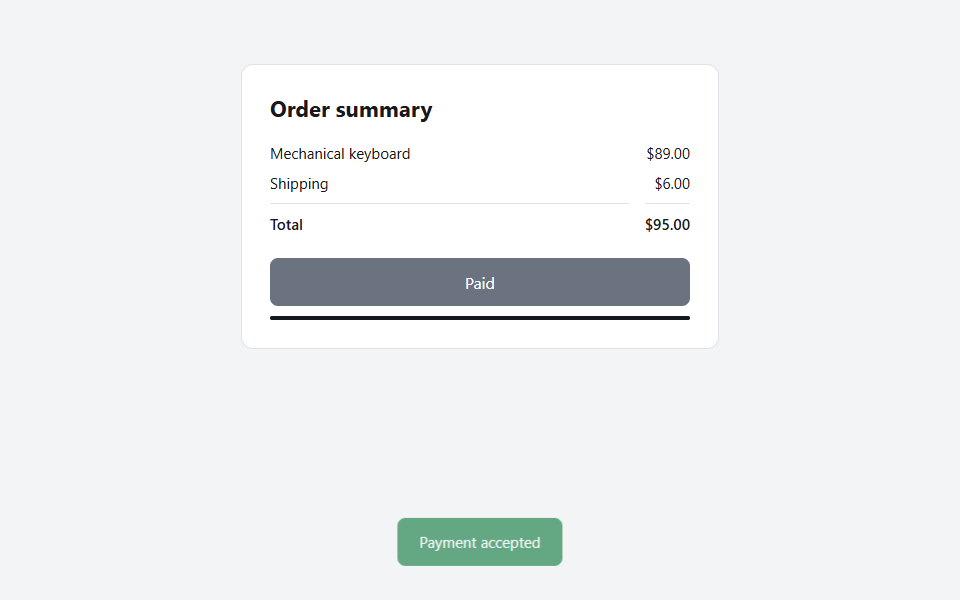 Order summary
Mechanical keyboard $89.00
Shipping $6.00
Total $95.00
Paid
Payment accepted